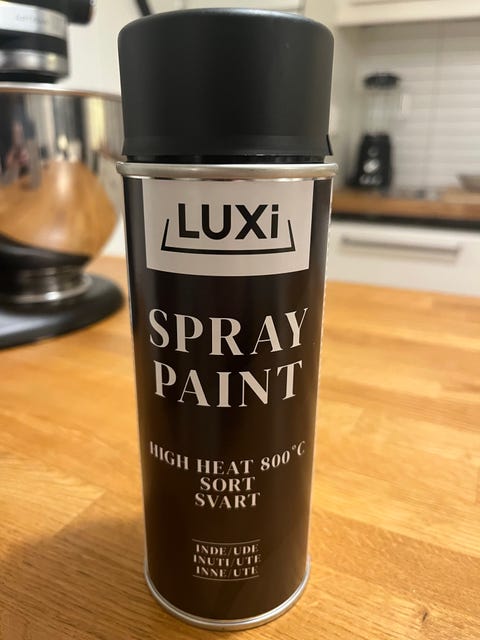 LUXi
SPRAY
PAINT
HIGH HEAT 800°C
SORT
SVART
INDE/UDE
INUTI/UTE
INNE/UTE